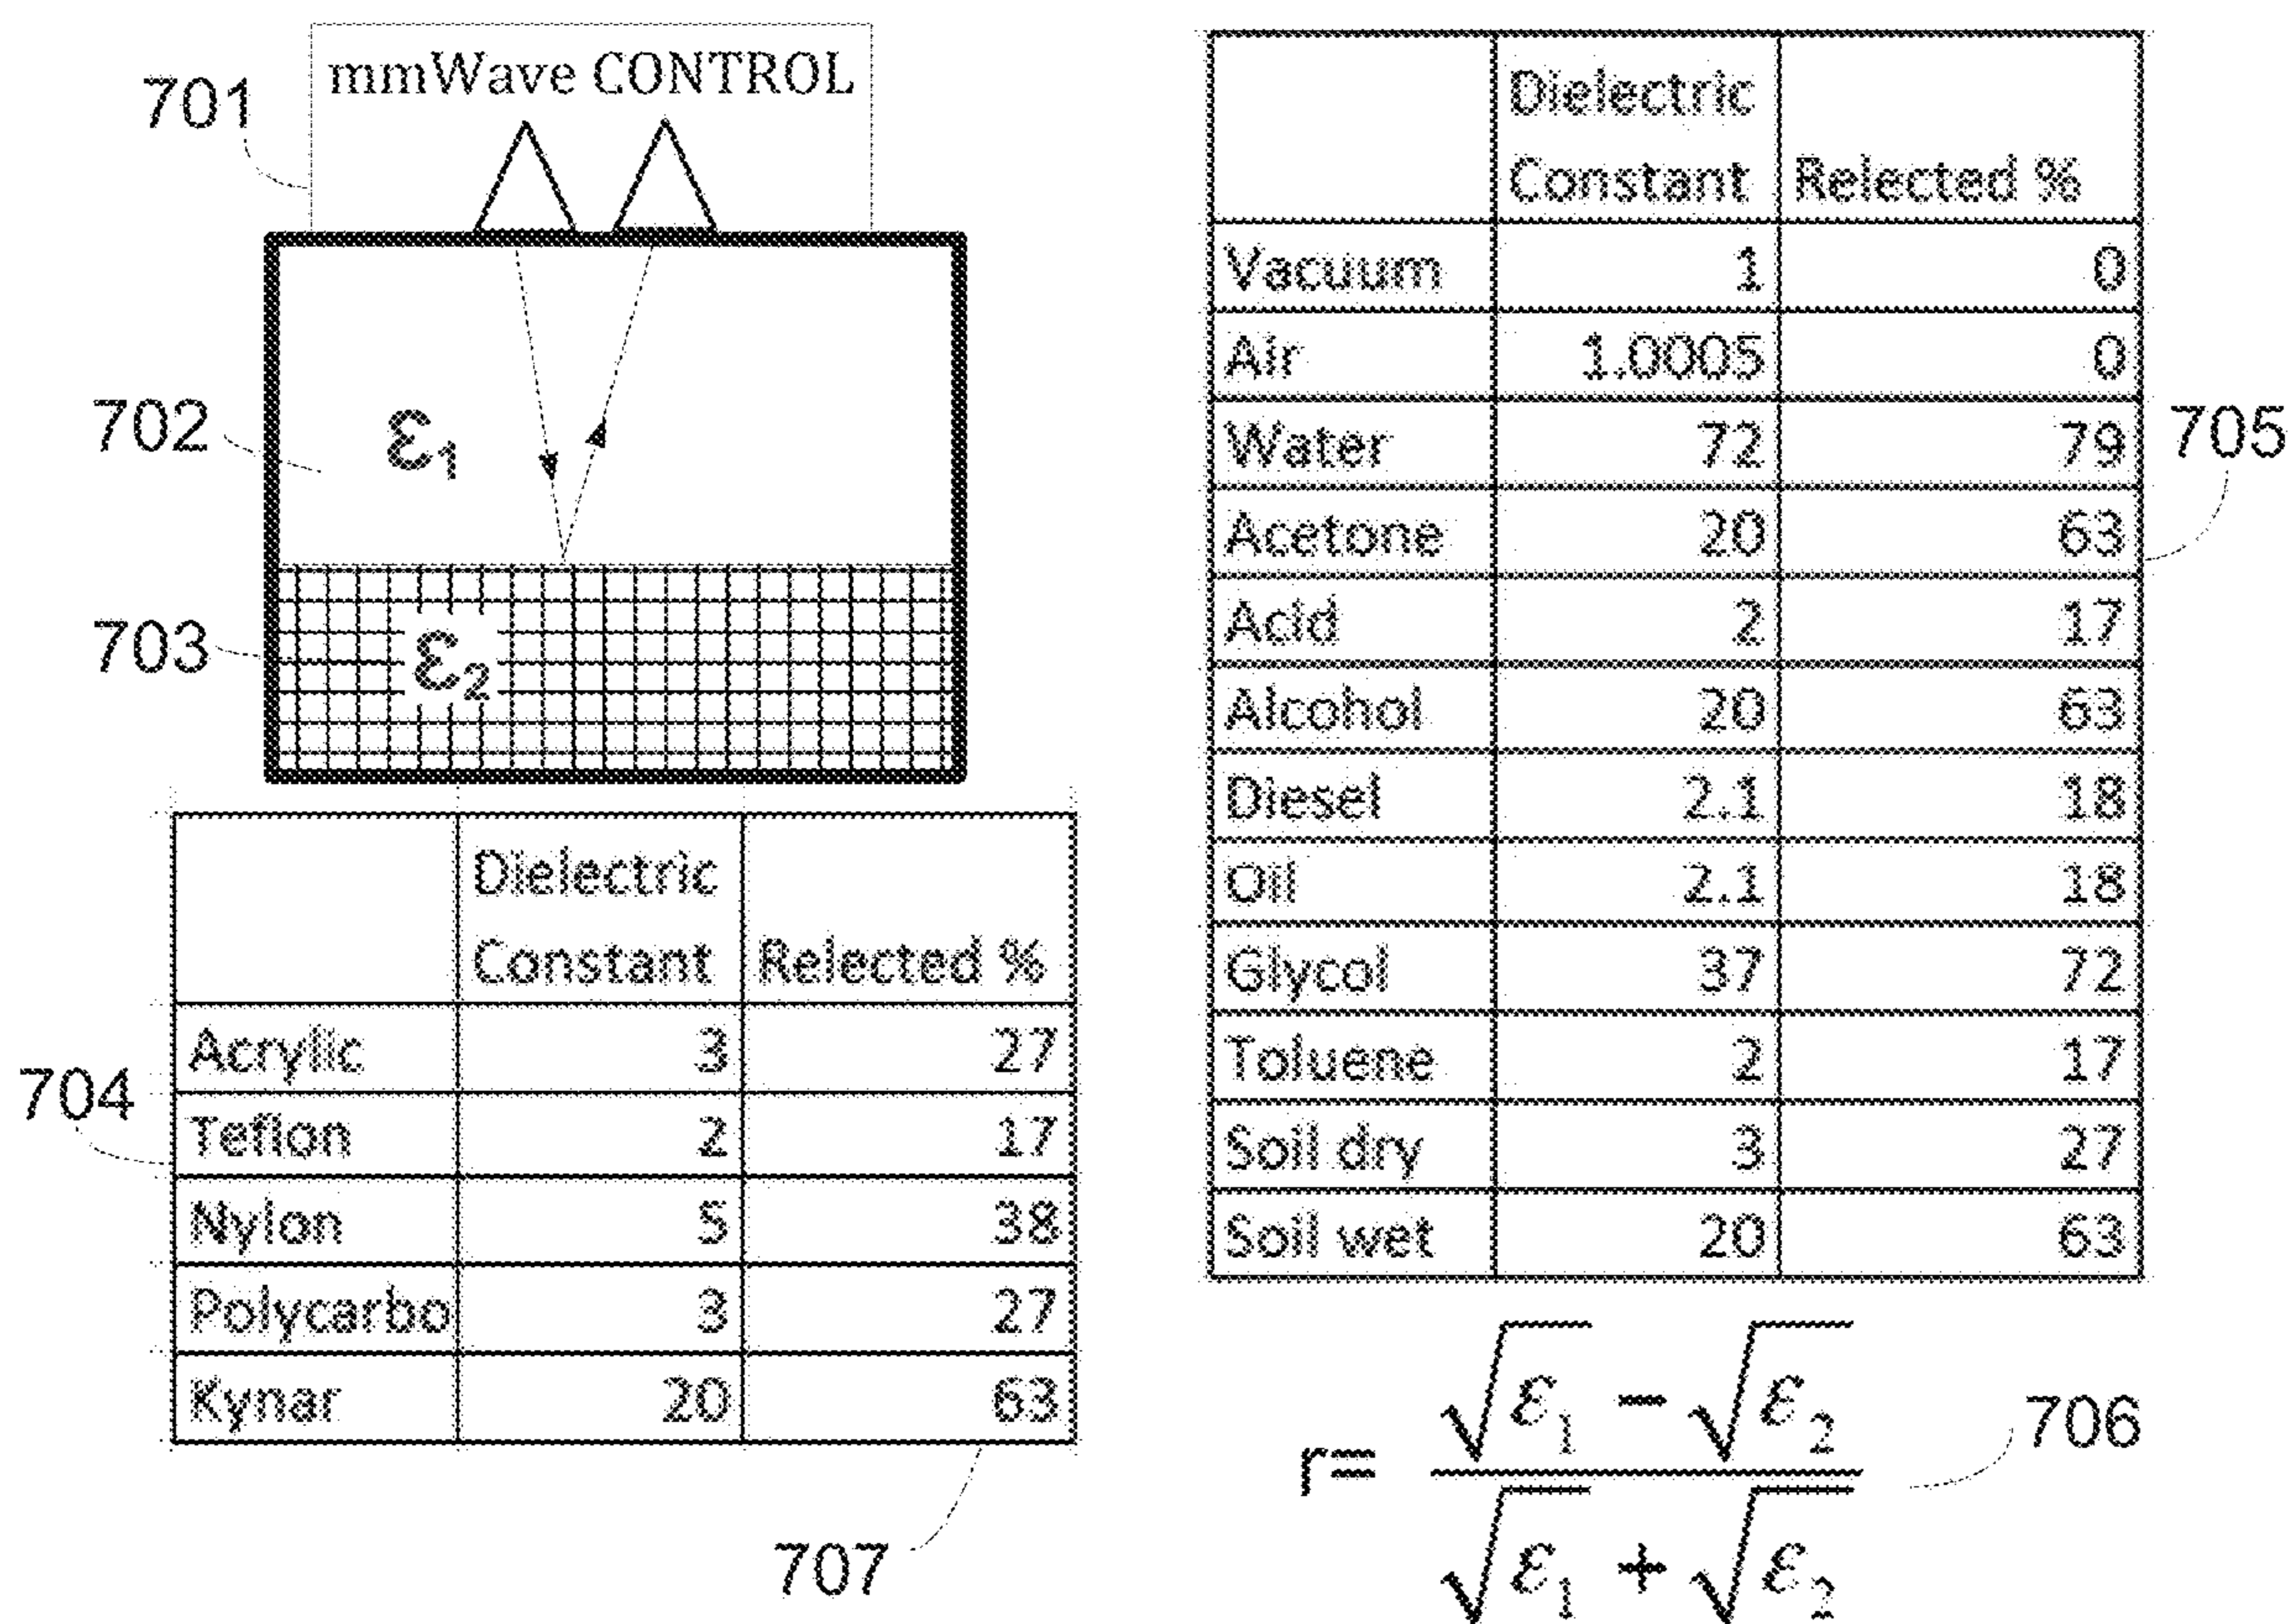 mmWave CONTROL
701
702
ε1
703
ε2
Dielectric
Constant Relected %
Acrylic 3 27
Teflon 2 17
Nylon 5 38
Polycarbo 3 27
Kynar 20 63
704
707
Dielectric
Constant Relected %
Vacuum 1 0
Air 1.0005 0
Water 72 79
Acetone 20 63
Acid 2 17
Alcohol 20 63
Diesel 2.1 18
Oil 2.1 18
Glycol 37 72
Toluene 2 17
Soil dry 3 27
Soil wet 20 63
705
r= (√ε1 - √ε2) / (√ε1 + √ε2)
706